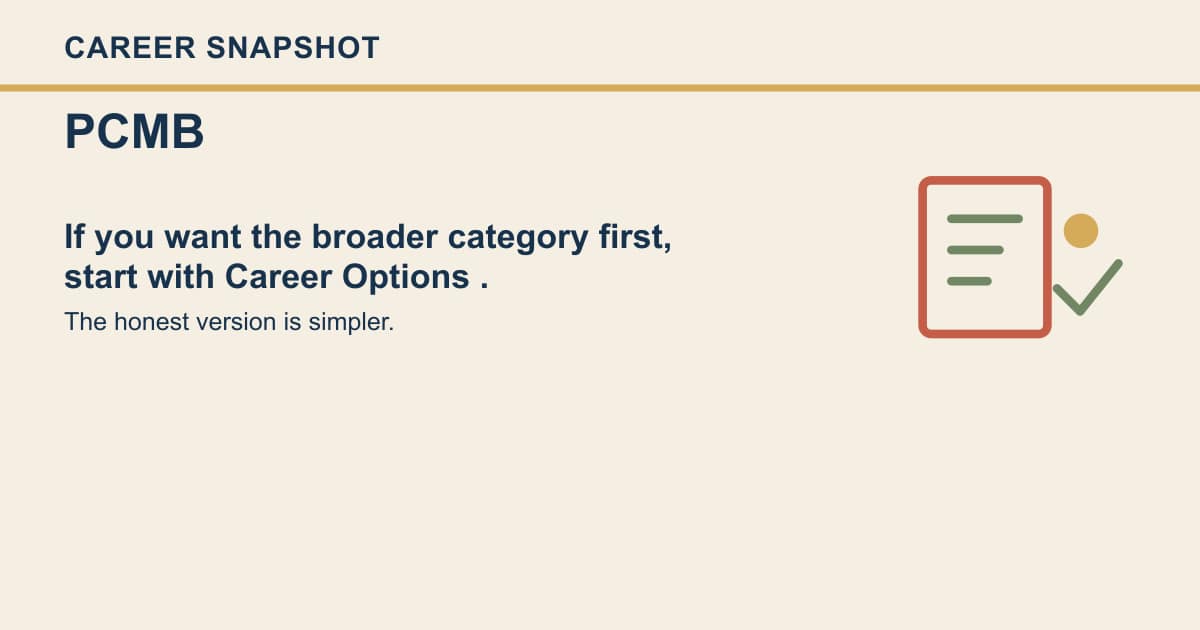 CAREER SNAPSHOT
PCMB
If you want the broader category first,
start with Career Options .
The honest version is simpler.